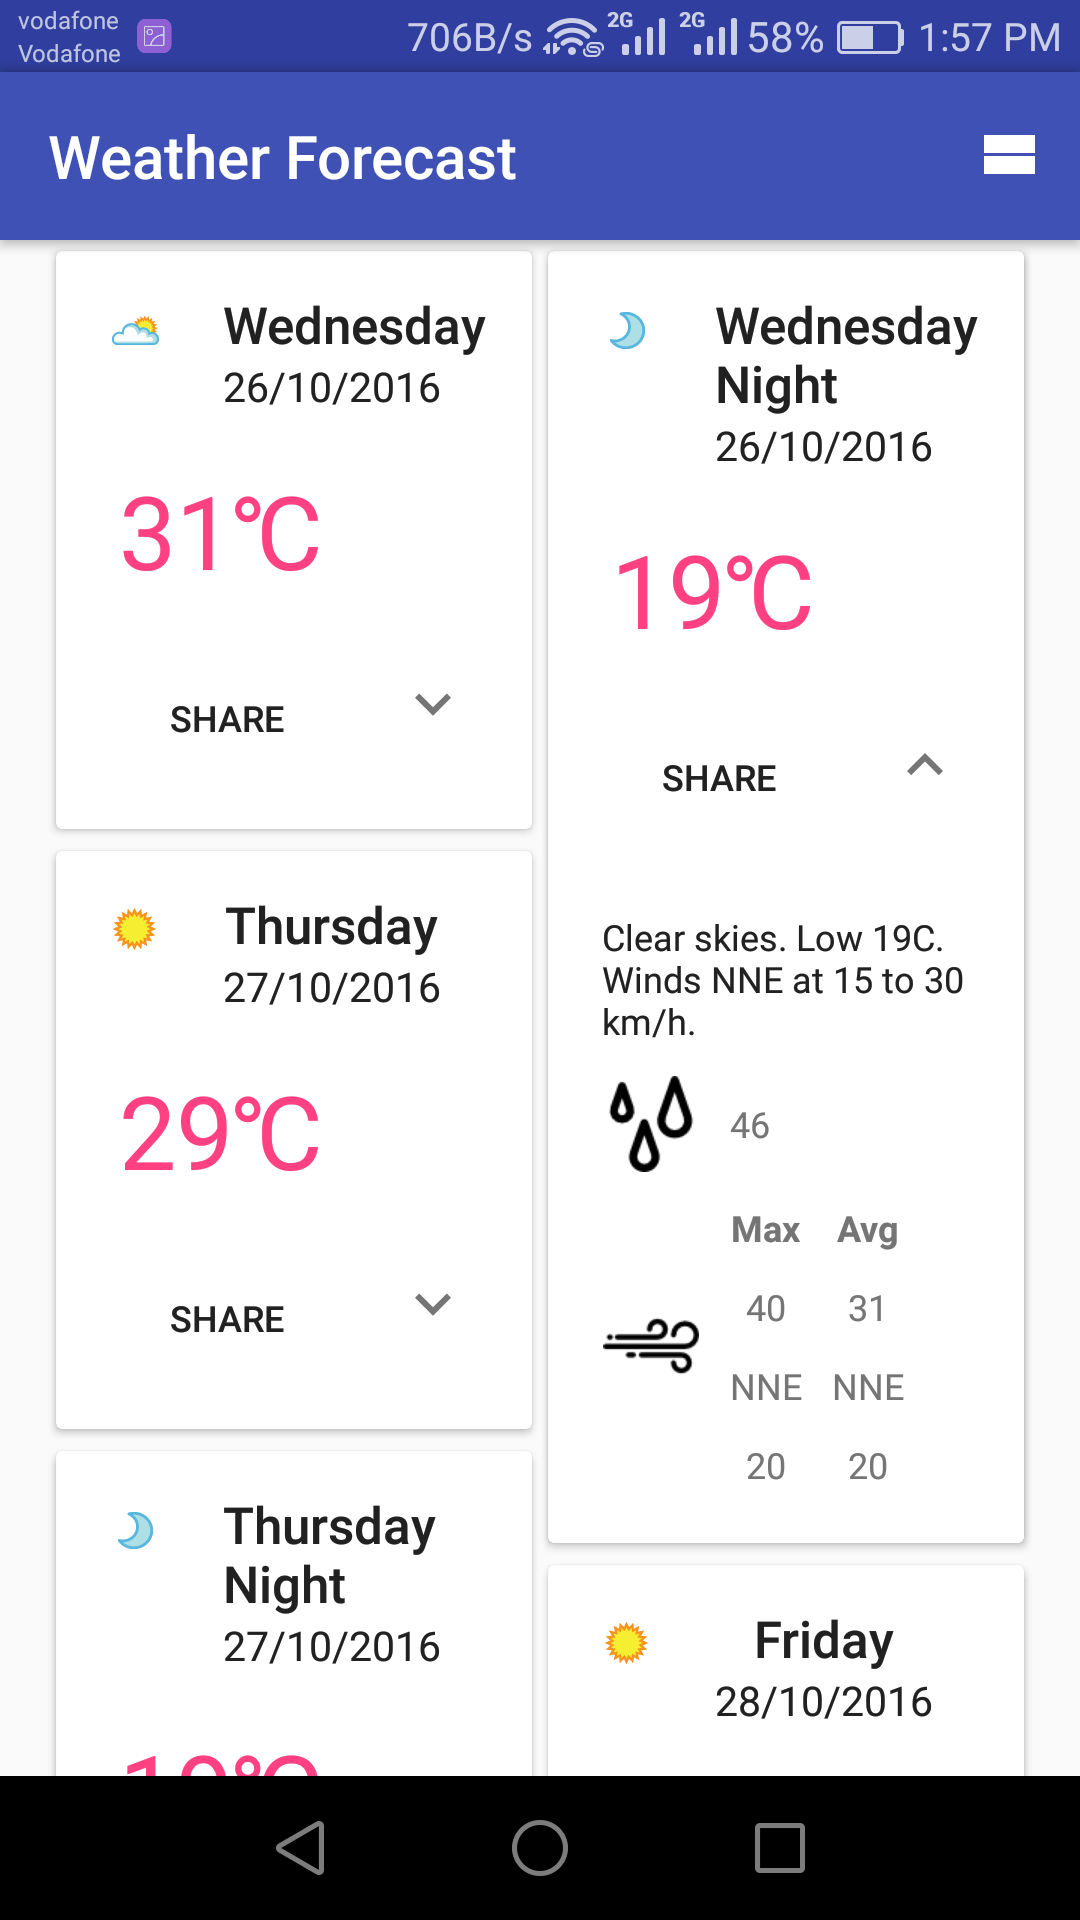 vodafone
Vodafone
706B/s 2G 2G 58% 1:57 PM
Weather Forecast
Wednesday
26/10/2016
31°C
SHARE
Wednesday
Night
26/10/2016
19°C
SHARE
Clear skies. Low 19C.
Winds NNE at 15 to 30
km/h.
46
Max Avg
40 31
NNE NNE
20 20
Thursday
27/10/2016
29°C
SHARE
Thursday
Night
27/10/2016
Friday
28/10/2016